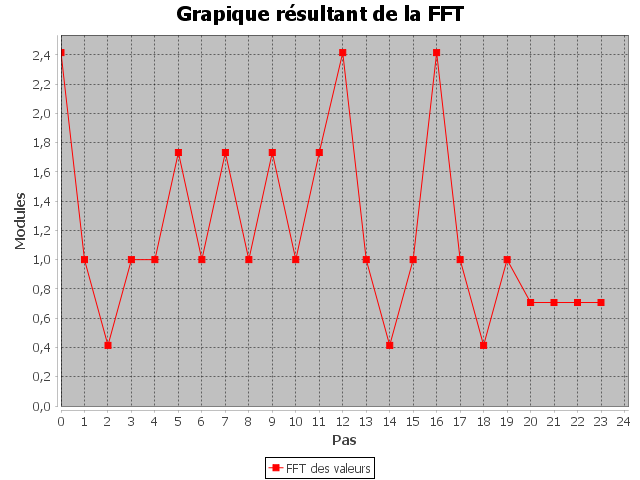 Grapique résultant de la FFT
Modules
2,4
2,2
2,0
1,8
1,6
1,4
1,2
1,0
0,8
0,6
0,4
0,2
0,0
0 1 2 3 4 5 6 7 8 9 10 11 12 13 14 15 16 17 18 19 20 21 22 23 24
Pas
FFT des valeurs